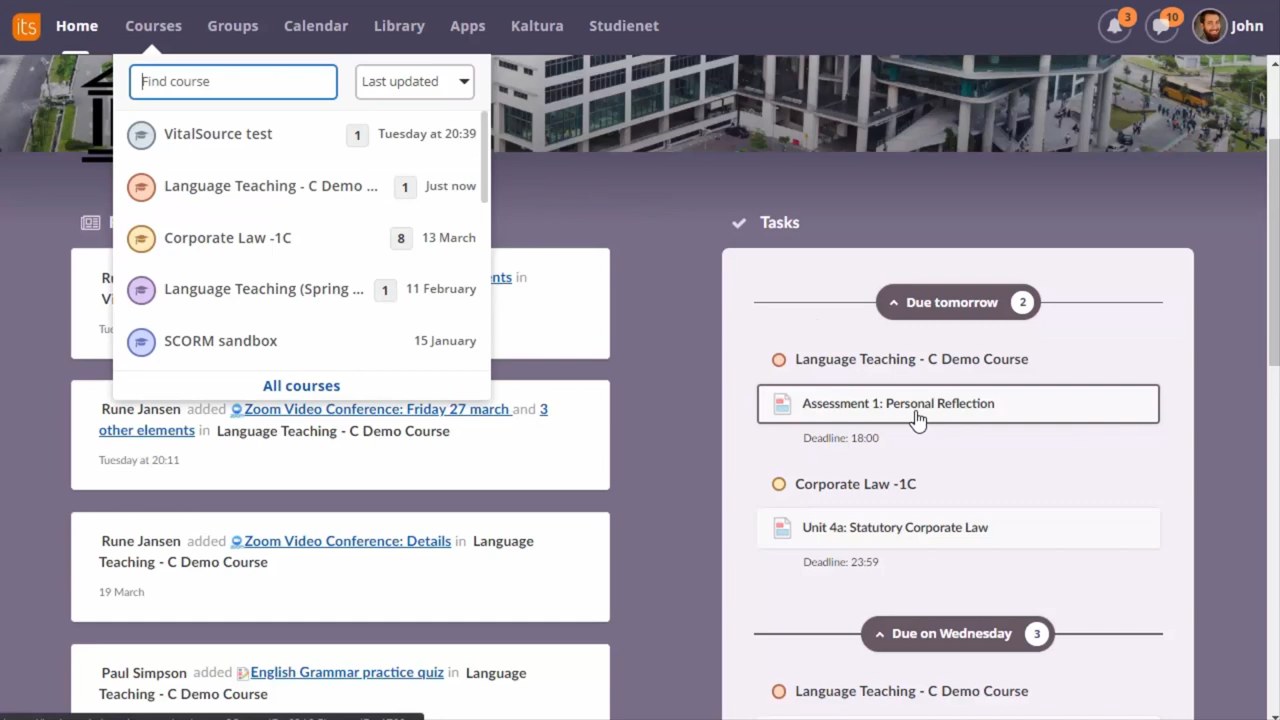 its
Home
Courses
Groups
Calendar
Library
Apps
Kaltura
Studienet
3
10
John
Find course
Last updated
VitalSource test
1
Tuesday at 20:39
Language Teaching - C Demo ...
1
Just now
Corporate Law -1C
8
13 March
Language Teaching (Spring ...
1
11 February
SCORM sandbox
15 January
All courses
nts in
Rune Jansen added Zoom Video Conference: Friday 27 march and 3
other elements in Language Teaching - C Demo Course
Tuesday at 20:11
Rune Jansen added Zoom Video Conference: Details in Language
Teaching - C Demo Course
19 March
Paul Simpson added English Grammar practice quiz in Language
Teaching - C Demo Course
Tasks
Due tomorrow 2
Language Teaching - C Demo Course
Assessment 1: Personal Reflection
Deadline: 18:00
Corporate Law -1C
Unit 4a: Statutory Corporate Law
Deadline: 23:59
Due on Wednesday 3
Language Teaching - C Demo Course